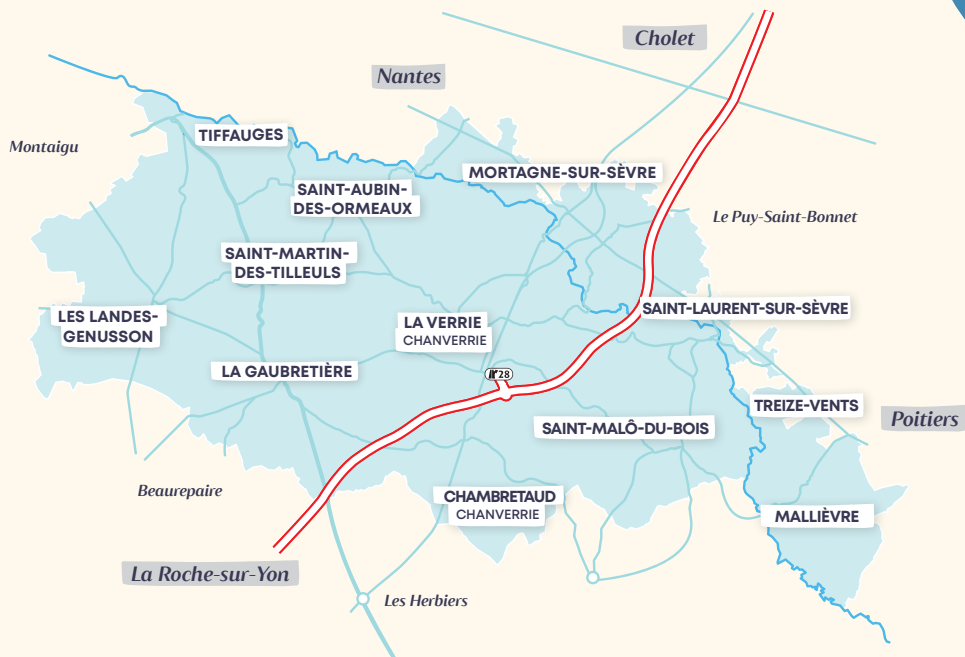 Cholet
Nantes
TIFFAUGES
Montaigu
MORTAGNE-SUR-SÈVRE
SAINT-AUBIN-
DES-ORMEAUX
Le Puy-Saint-Bonnet
SAINT-MARTIN-
DES-TILLEULS
SAINT-LAURENT-SUR-SÈVRE
LES LANDES-
GENUSSON
LA VERRIE
CHANVERRIE
LA GAUBRETIÈRE
28
TREIZE-VENTS
Poitiers
SAINT-MALÔ-DU-BOIS
Beaurepaire
CHAMBRETAUD
CHANVERRIE
MALLIÈVRE
La Roche-sur-Yon
Les Herbiers